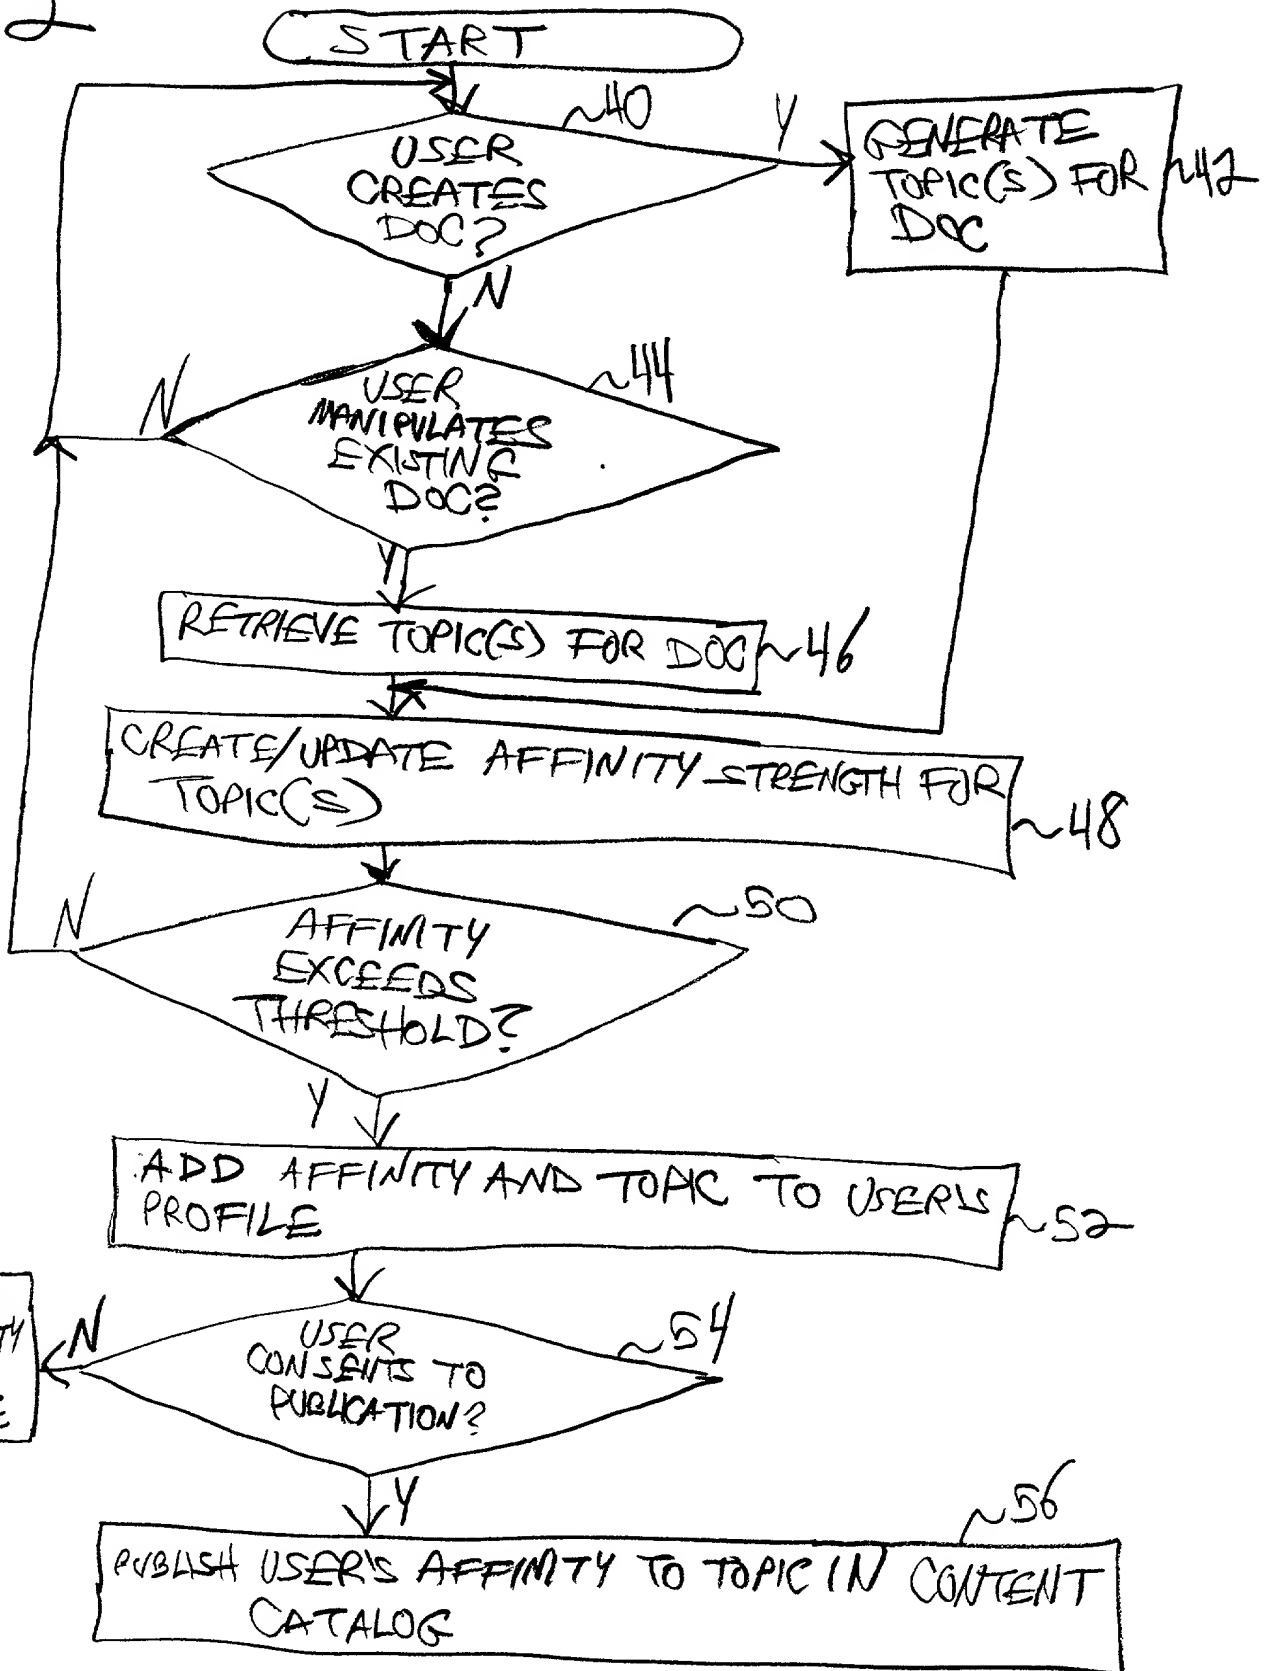 2
START
~40
Y
USER
CREATES
DOC?
GENERATE
TOPIC(S) FOR
DOC
~42
N
~44
N
USER
MANIPULATES
EXISTING
DOC?
Y
RETRIEVE TOPIC(S) FOR DOC
~46
CREATE/UPDATE AFFINITY STRENGTH FOR
TOPIC(S)
~48
N
~50
AFFINITY
EXCEEDS
THRESHOLD?
Y
ADD AFFINITY AND TOPIC TO USER'S
PROFILE
~52
N
~54
USER
CONSENTS TO
PUBLICATION?
TY
E
Y
~56
PUBLISH USER'S AFFINITY TO TOPIC IN CONTENT
CATALOG